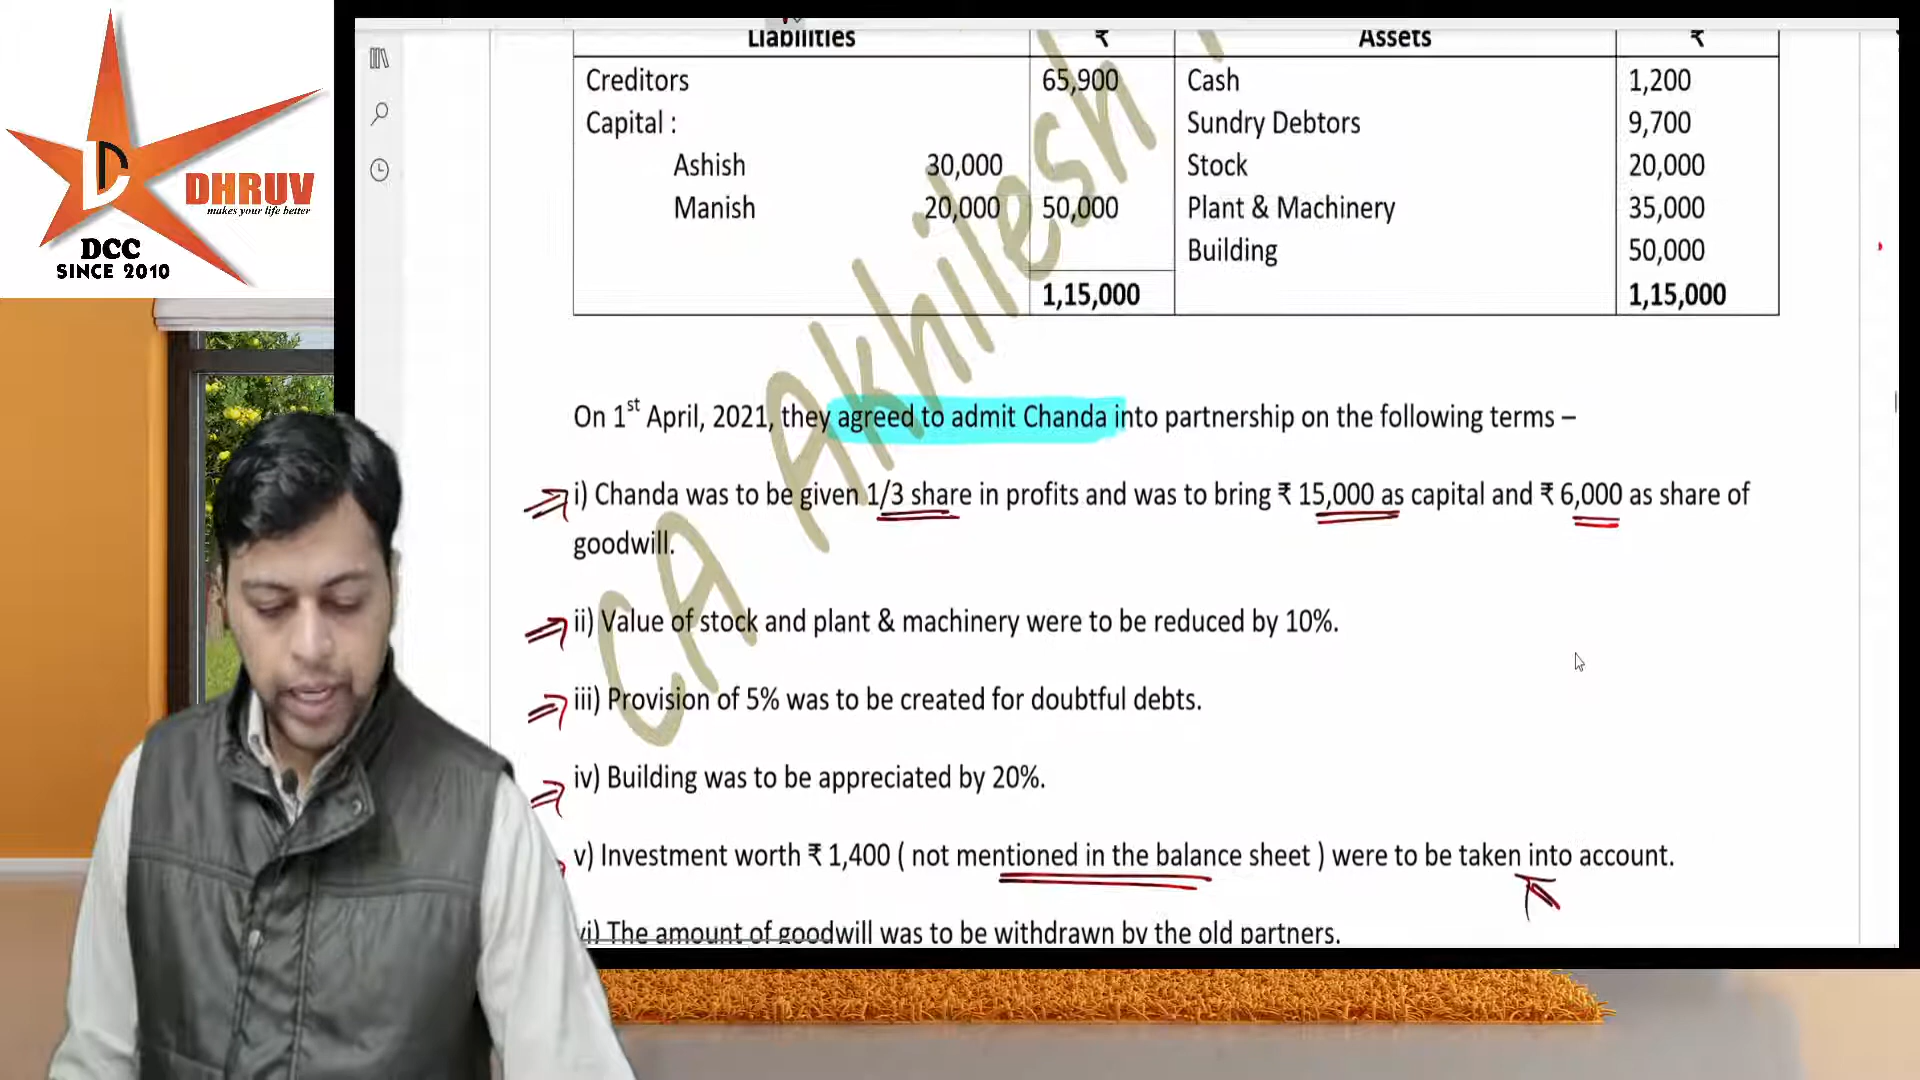 DC
DHRUV
makes your life better
DCC
SINCE 2010
Liabilities ₹ Assets ₹
Creditors 65,900 Cash 1,200
Capital : Sundry Debtors 9,700
Ashish 30,000 Stock 20,000
Manish 20,000 50,000 Plant & Machinery 35,000
Building 50,000
1,15,000 1,15,000
CA Akhilesh
On 1st April, 2021, they agreed to admit Chanda into partnership on the following terms –
i) Chanda was to be given 1/3 share in profits and was to bring ₹ 15,000 as capital and ₹ 6,000 as share of
goodwill.
ii) Value of stock and plant & machinery were to be reduced by 10%.
iii) Provision of 5% was to be created for doubtful debts.
iv) Building was to be appreciated by 20%.
v) Investment worth ₹ 1,400 ( not mentioned in the balance sheet ) were to be taken into account.
vi) The amount of goodwill was to be withdrawn by the old partners.